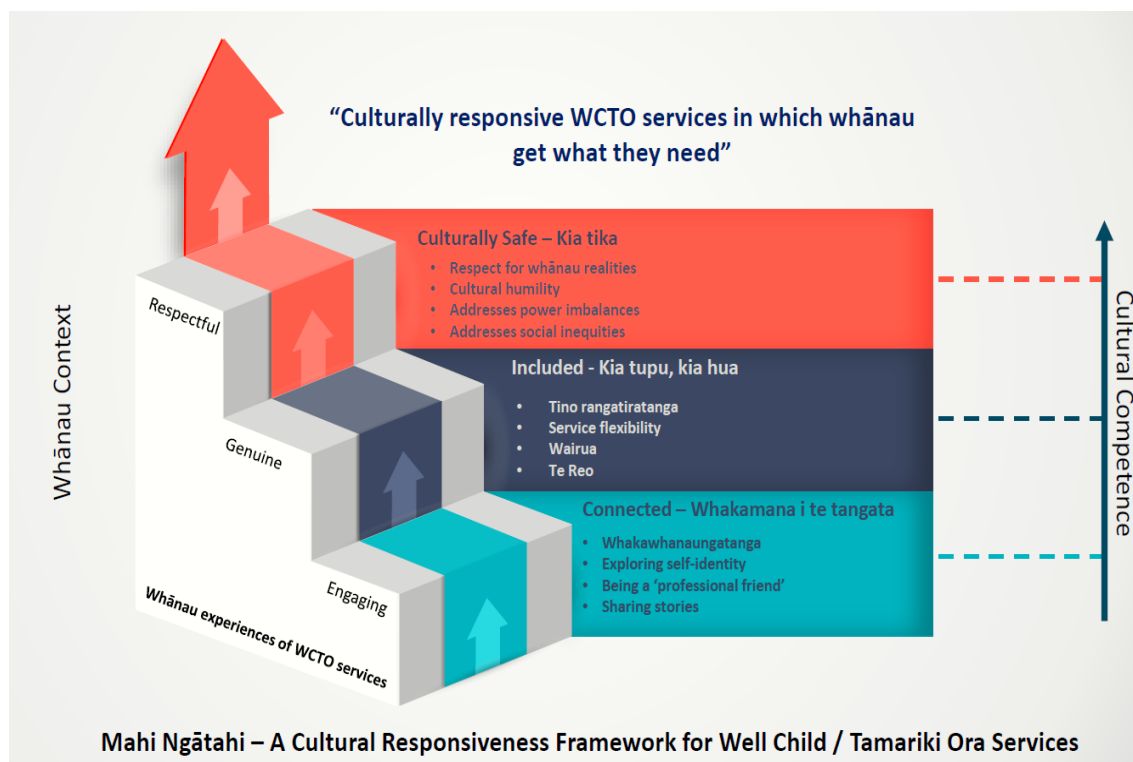 “Culturally responsive WCTO services in which whānau
get what they need”
Culturally Safe – Kia tika
• Respect for whānau realities
• Cultural humility
• Addresses power imbalances
• Addresses social inequities
Respectful
Included - Kia tupu, kia hua
• Tino rangatiratanga
• Service flexibility
• Wairua
• Te Reo
Genuine
Connected – Whakamana i te tangata
• Whakawhanaungatanga
• Exploring self-identity
• Being a ‘professional friend’
• Sharing stories
Engaging
Whānau experiences of WCTO services
Whānau Context
Cultural Competence
Mahi Ngātahi – A Cultural Responsiveness Framework for Well Child / Tamariki Ora Services